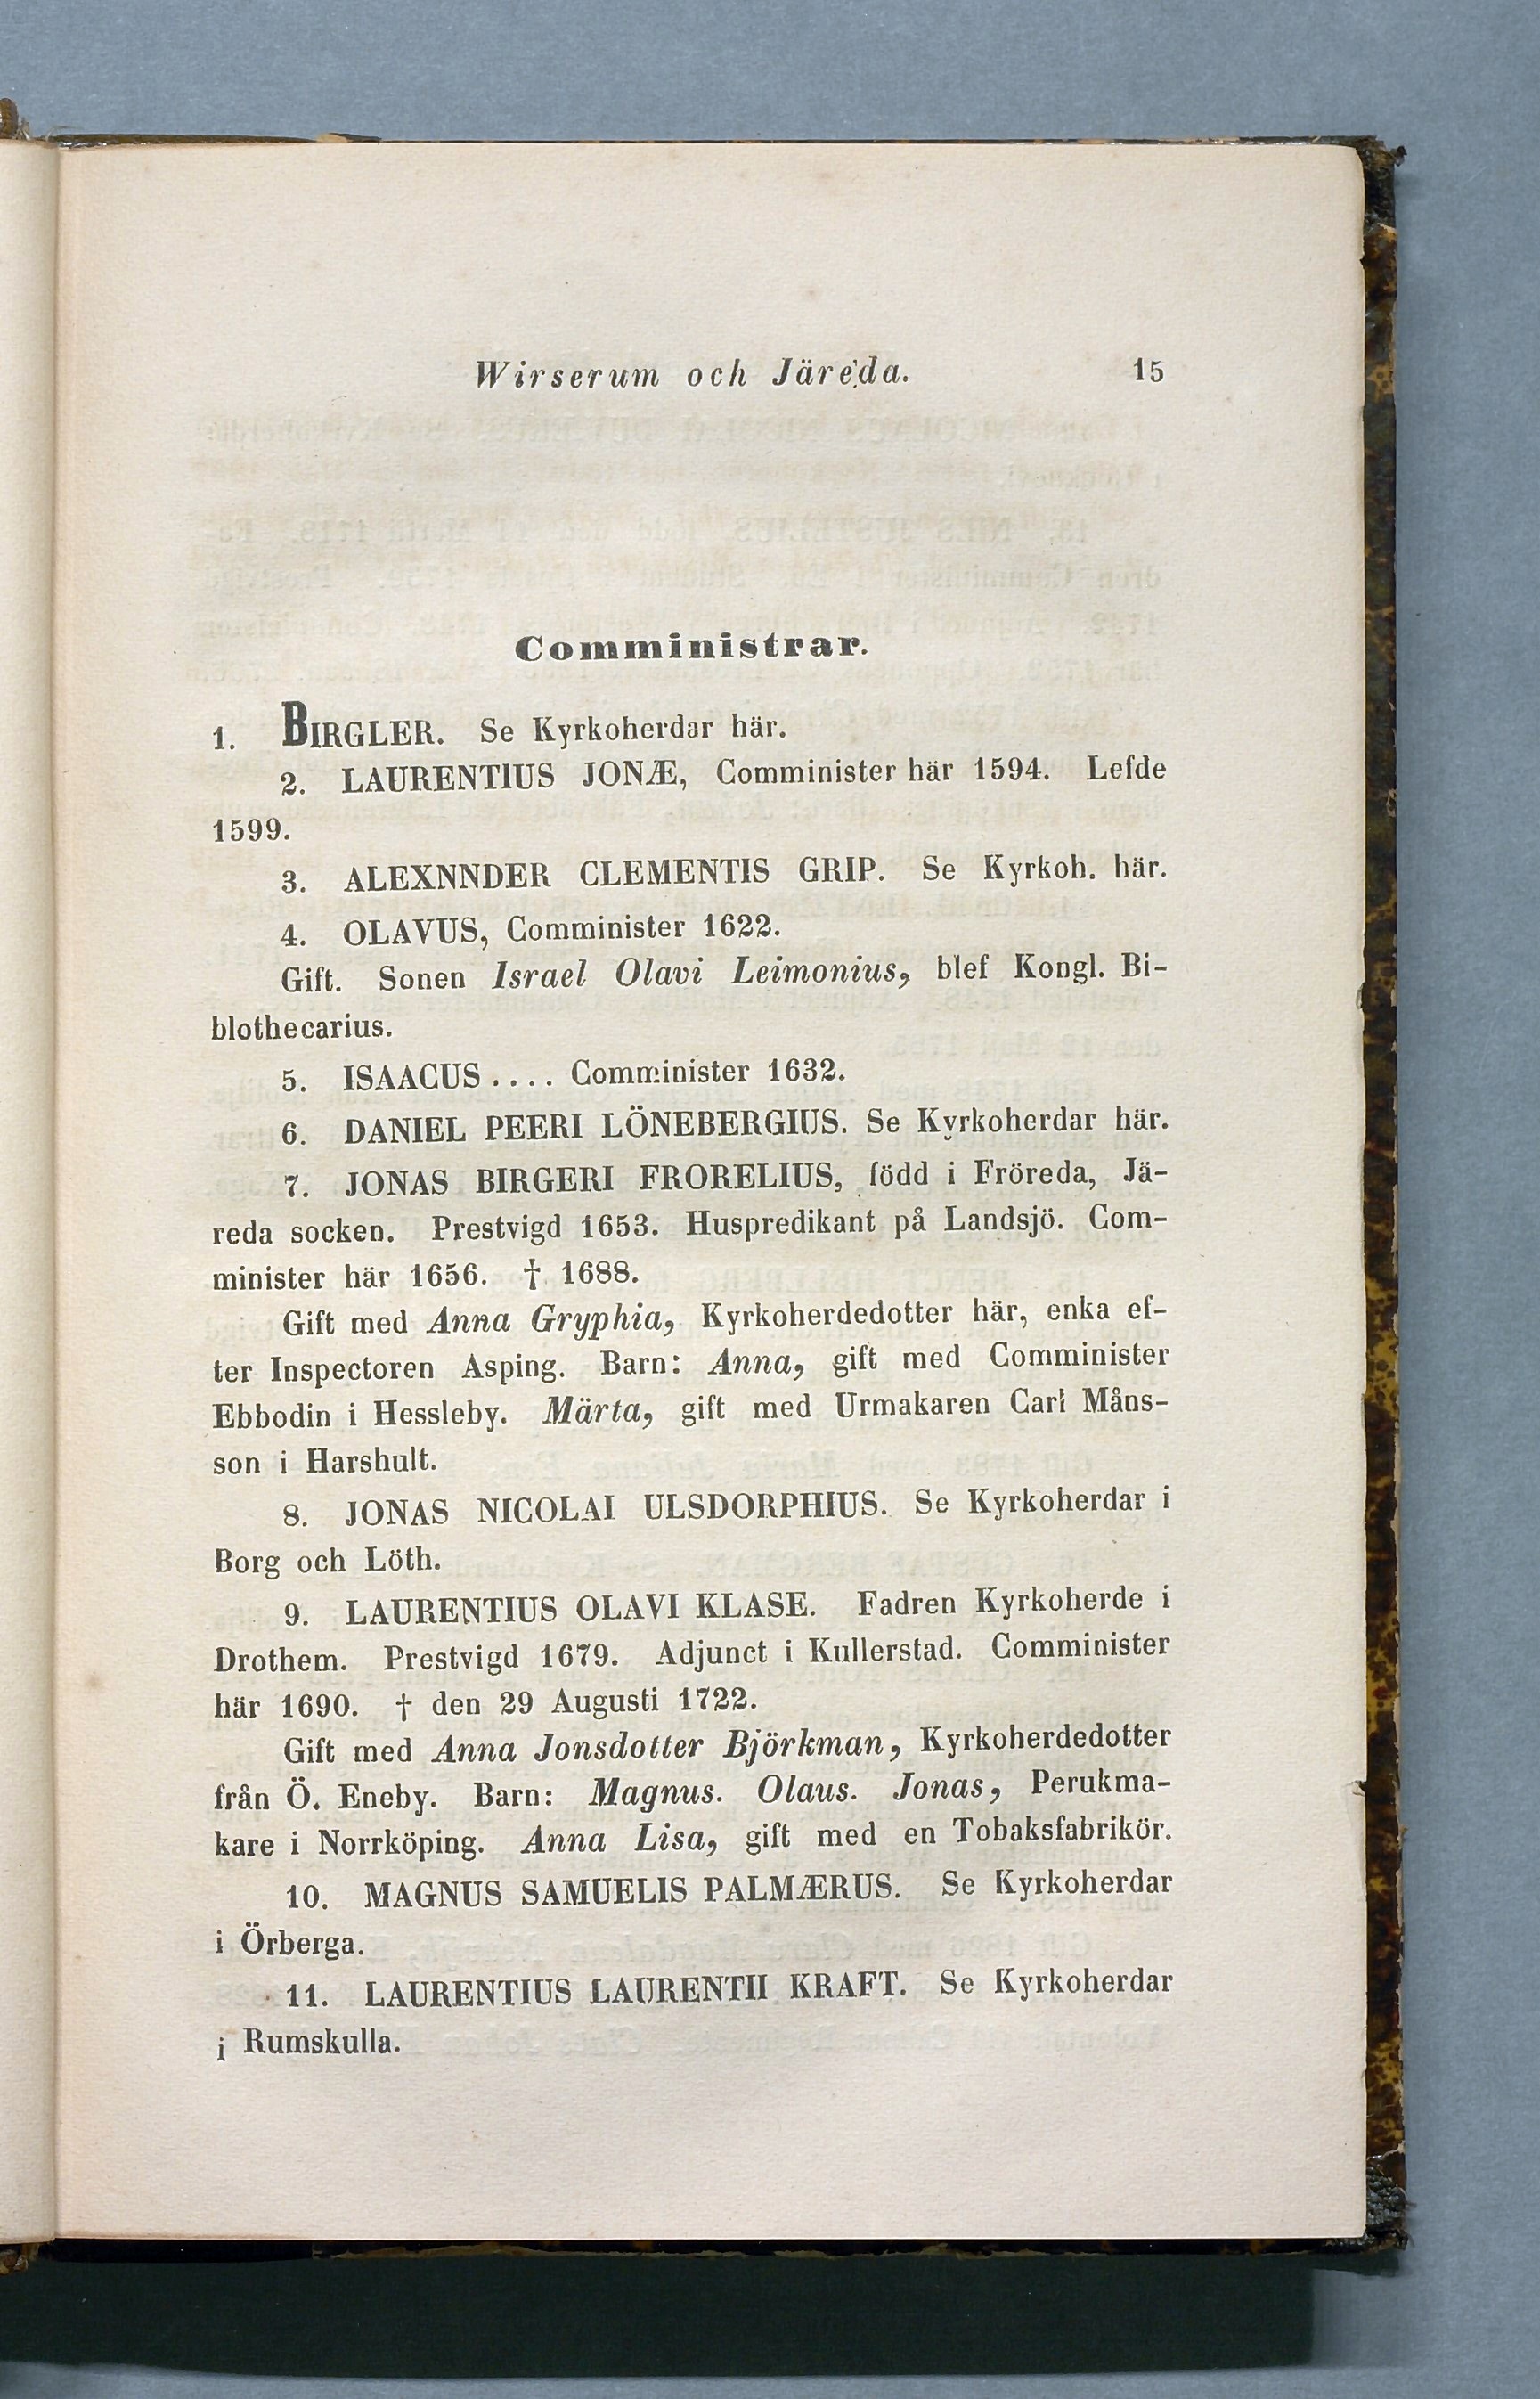 Wirserum och Järeda. 15
Comministrar.
1. BIRGLER. Se Kyrkoherdar här.
2. LAURENTIUS JONÆ, Comminister här 1594. Lefde
1599.
3. ALEXNNDER CLEMENTIS GRIP. Se Kyrkoh. här.
4. OLAVUS, Comminister 1622.
Gift. Sonen Israel Olavi Leimonius, blef Kongl. Bi-
blothecarius.
5. ISAACUS .... Comminister 1632.
6. DANIEL PEERI LÖNEBERGIUS. Se Kyrkoherdar här.
7. JONAS BIRGERI FRORELIUS, född i Fröreda, Jä-
reda socken. Prestvigd 1653. Huspredikant på Landsjö. Com-
minister här 1656. † 1688.
Gift med Anna Gryphia, Kyrkoherdedotter här, enka ef-
ter Inspectoren Asping. Barn: Anna, gift med Comminister
Ebbodin i Hessleby. Märta, gift med Urmakaren Carl Måns-
son i Harshult.
8. JONAS NICOLAI ULSDORPHIUS. Se Kyrkoherdar i
Borg och Löth.
9. LAURENTIUS OLAVI KLASE. Fadren Kyrkoherde i
Drothem. Prestvigd 1679. Adjunct i Kullerstad. Comminister
här 1690. † den 29 Augusti 1722.
Gift med Anna Jonsdotter Björkman, Kyrkoherdedotter
från Ö. Eneby. Barn: Magnus. Olaus. Jonas, Perukma-
kare i Norrköping. Anna Lisa, gift med en Tobaksfabrikör.
10. MAGNUS SAMUELIS PALMÆRUS. Se Kyrkoherdar
i Örberga.
11. LAURENTIUS LAURENTII KRAFT. Se Kyrkoherdar
i Rumskulla.